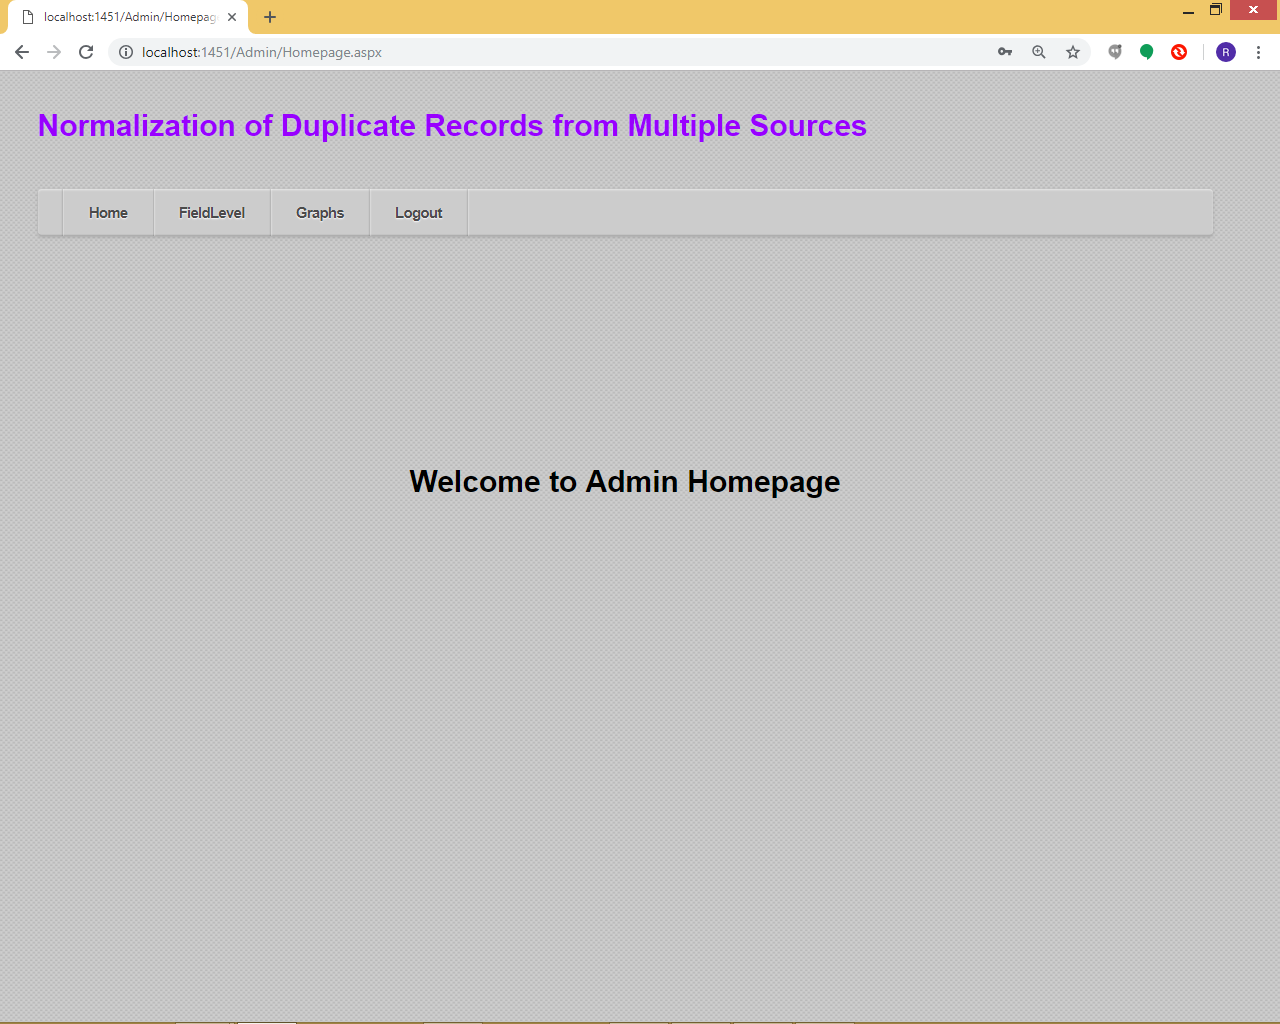 localhost:1451/Admin/Homepag
localhost:1451/Admin/Homepage.aspx
R
Normalization of Duplicate Records from Multiple Sources
Home FieldLevel Graphs Logout
Welcome to Admin Homepage